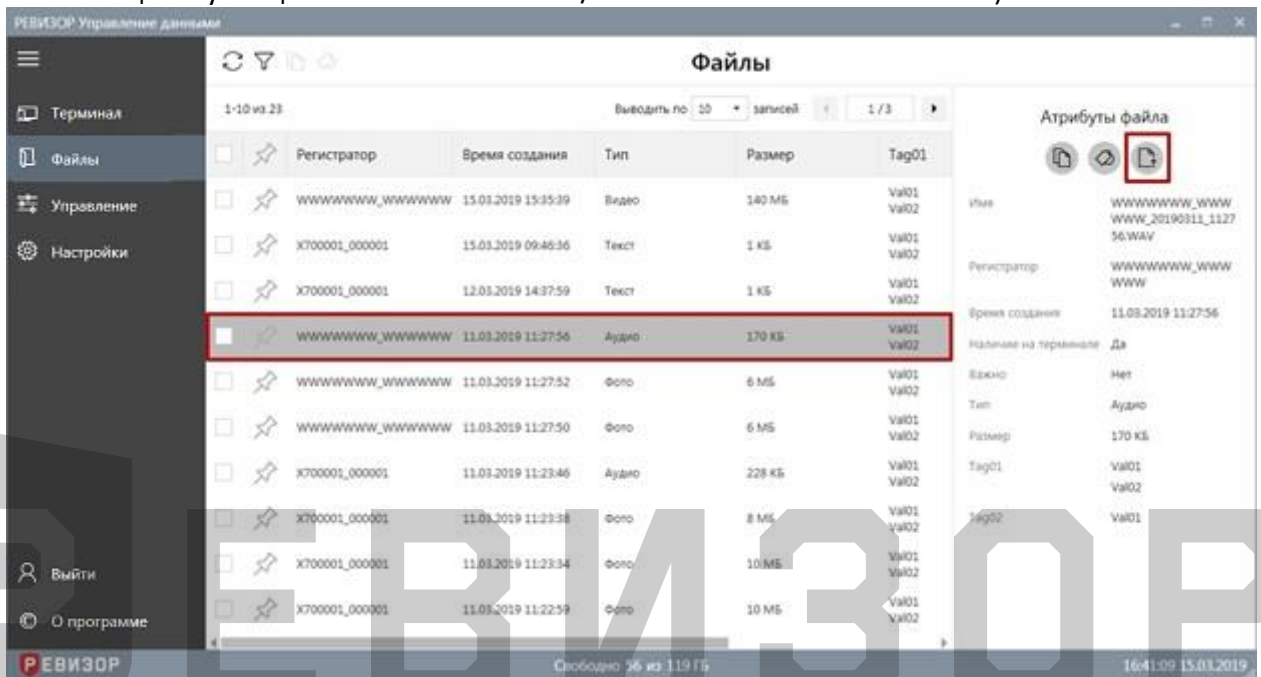 РЕВИЗОР Управление данными
Файлы
Терминал
Файлы
Управление
Настройки
Выйти
О программе
1-10 из 23
Выводить по 10 записей 1/3
Регистратор Время создания Тип Размер Tag01
WWWWWWW_WWWWWW 15.03.2019 15:35:39 Видео 140 МБ Val01
Val02
X700001_000001 15.03.2019 09:46:36 Текст 1 КБ Val01
Val02
X700001_000001 12.03.2019 14:37:59 Текст 1 КБ Val01
Val02
WWWWWWW_WWWWWW 11.03.2019 11:27:56 Аудио 170 КБ Val01
Val02
WWWWWWW_WWWWWW 11.03.2019 11:27:52 Фото 6 МБ Val01
Val02
WWWWWWW_WWWWWW 11.03.2019 11:27:50 Фото 6 МБ Val01
Val02
X700001_000001 11.03.2019 11:23:46 Аудио 228 КБ Val01
Val02
X700001_000001 11.03.2019 11:23:38 Фото 8 МБ Val01
Val02
X700001_000001 11.03.2019 11:23:34 Фото 10 МБ Val01
Val02
X700001_000001 11.03.2019 11:22:59 Фото 10 МБ Val01
Val02
Атрибуты файла
Имя WWWWWWW_WWW
WWW_20190311_1127
56.WAV
Регистратор WWWWWWW_WWW
WWW
Время создания 11.03.2019 11:27:56
Наличие на терминале Да
Важно Нет
Тип Аудио
Размер 170 КБ
Tag01 Val01
Val02
Tag02 Val01
РЕВИЗОР
РЕВИЗОР Свободно 56 из 119 ГБ 16:41:09 15.03.2019